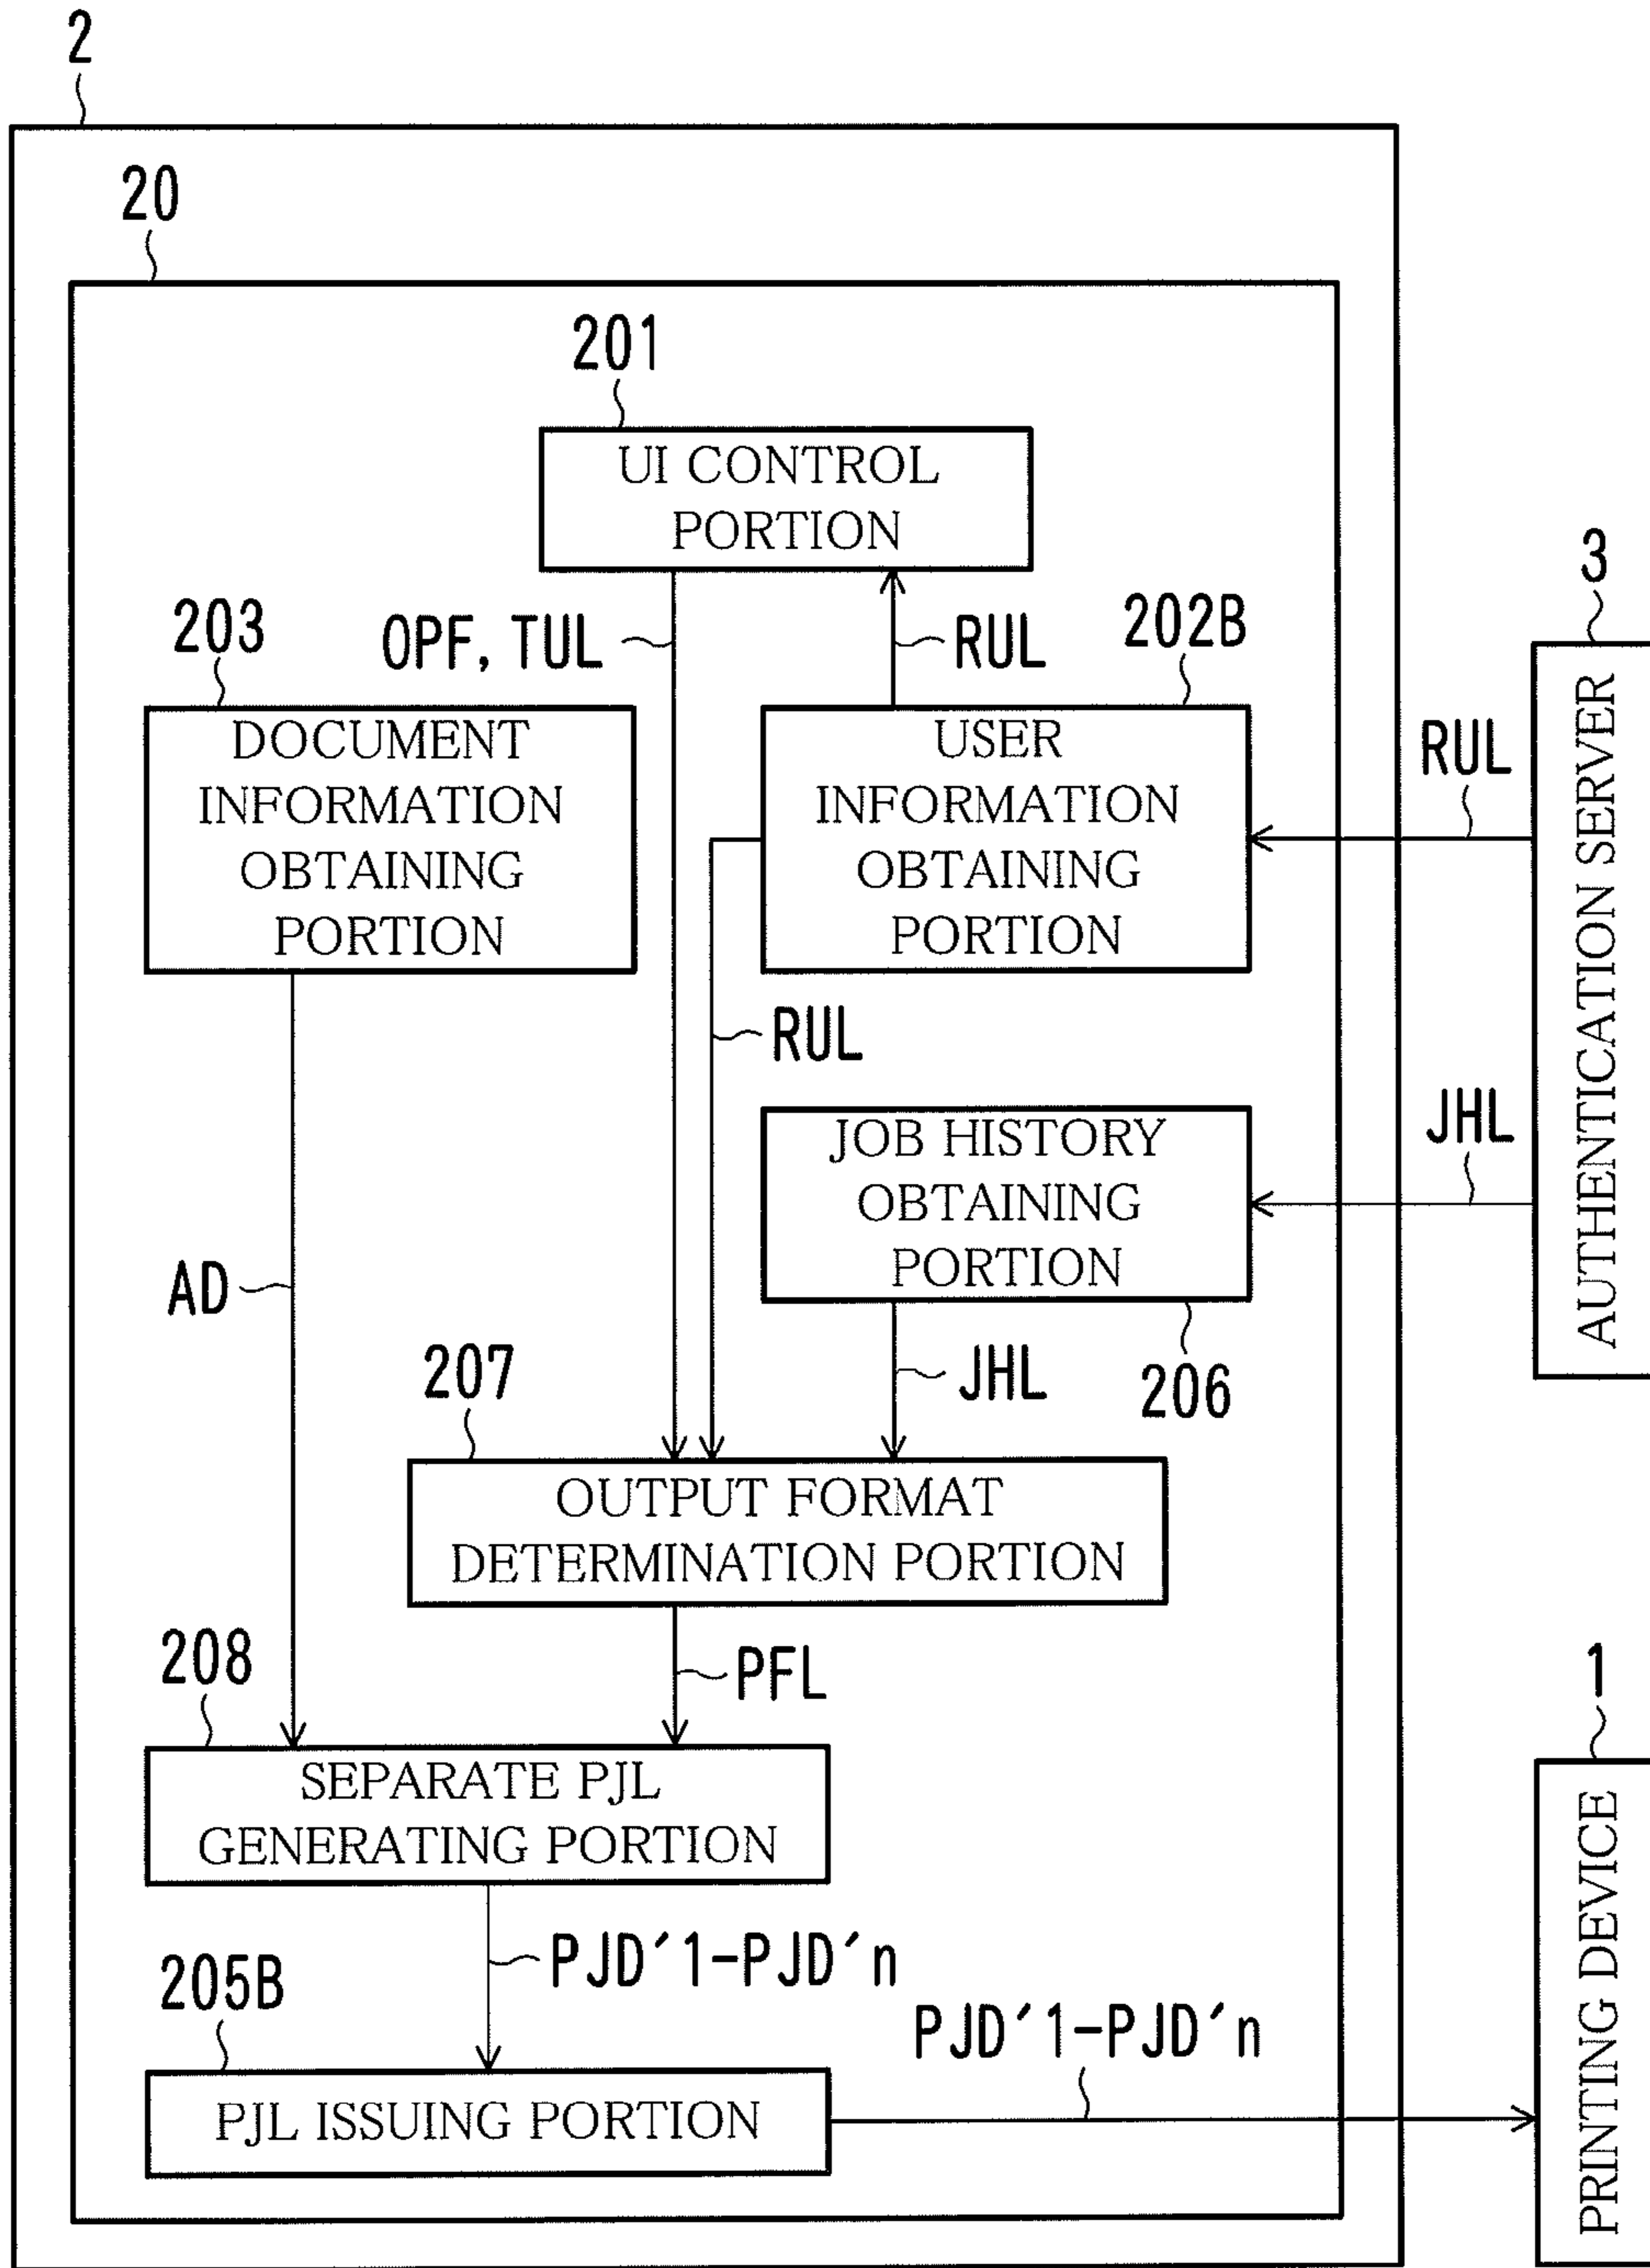 2
20
201
UI CONTROL
PORTION
203
OPF, TUL
RUL
202B
3
DOCUMENT
INFORMATION
OBTAINING
PORTION
USER
INFORMATION
OBTAINING
PORTION
RUL
AUTHENTICATION SERVER
RUL
JOB HISTORY
OBTAINING
PORTION
JHL
AD
207
JHL
206
OUTPUT FORMAT
DETERMINATION PORTION
208
PFL
1
SEPARATE PJL
GENERATING PORTION
PRINTING DEVICE
205B
PJD′1-PJD′n
PJD′1-PJD′n
PJL ISSUING PORTION